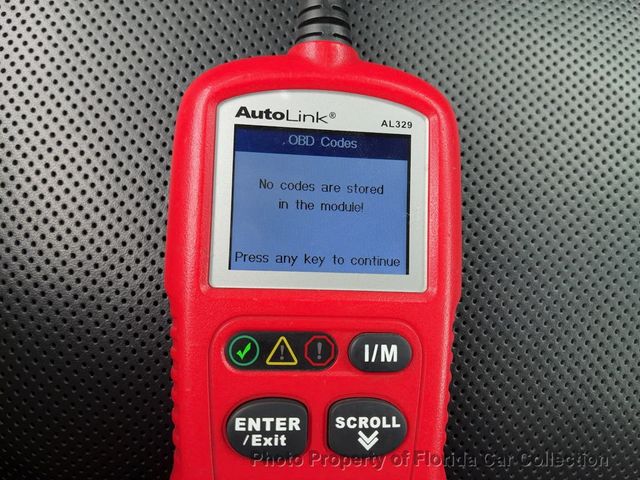 AutoLink®
AL329
OBD Codes
No codes are stored
in the module!
Press any key to continue
I/M
ENTER
/Exit
SCROLL
Photo Property of Florida Car Collection